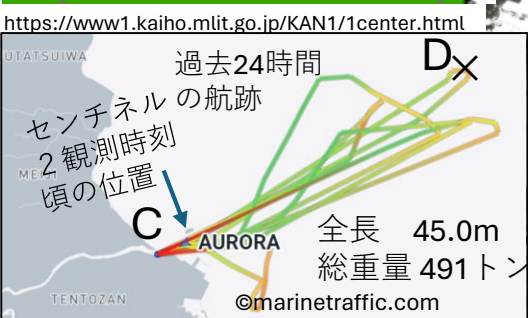 https://www1.kaiho.mlit.go.jp/KAN1/1center.html
UTATSUIWA
過去24時間
の航跡
D
センチネル
2観測時刻
頃の位置
MEIJ
C
AURORA
全長 45.0m
総重量 491トン
TENTOZAN
©marinetraffic.com